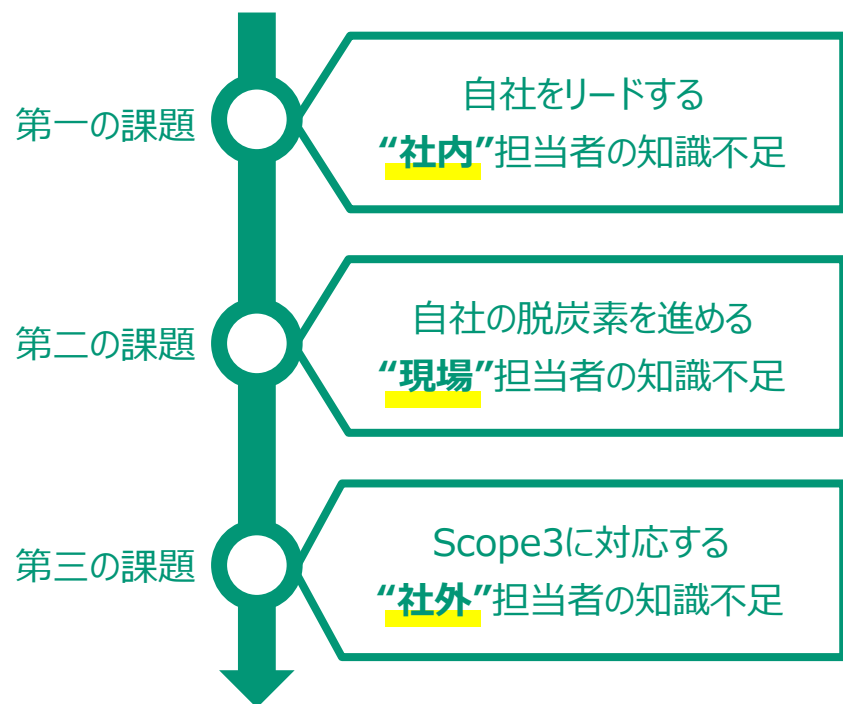 第一の課題
自社をリードする
“社内”担当者の知識不足
第二の課題
自社の脱炭素を進める
“現場”担当者の知識不足
第三の課題
Scope3に対応する
“社外”担当者の知識不足